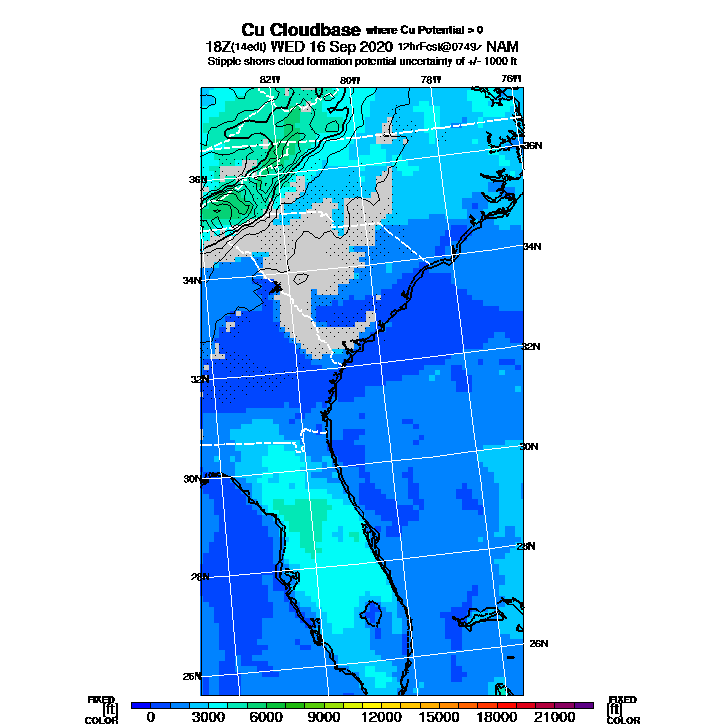 Cu Cloudbase where Cu Potential > 0
18Z(14edt) WED 16 Sep 2020 12hrFcst@0749z NAM
Stipple shows cloud formation potential uncertainty of +/- 1000 ft
82W 80W 78W 76W
36N
36N
34N
34N
32N
32N
30N
30N
28N
28N
26N
26N
FIXED FIXED
[ft] [ft]
COLOR COLOR
0 3000 6000 9000 12000 15000 18000 21000